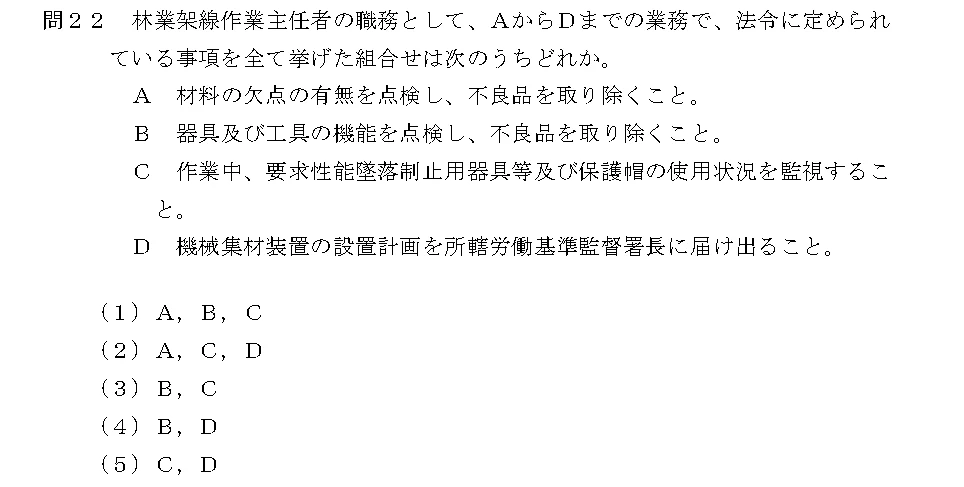 問２２　林業架線作業主任者の職務として、ＡからＤまでの業務で、法令に定められ
ている事項を全て挙げた組合せは次のうちどれか。
Ａ　材料の欠点の有無を点検し、不良品を取り除くこと。
Ｂ　器具及び工具の機能を点検し、不良品を取り除くこと。
Ｃ　作業中、要求性能墜落制止用器具等及び保護帽の使用状況を監視するこ
と。
Ｄ　機械集材装置の設置計画を所轄労働基準監督署長に届け出ること。
（１）Ａ，Ｂ，Ｃ
（２）Ａ，Ｃ，Ｄ
（３）Ｂ，Ｃ
（４）Ｂ，Ｄ
（５）Ｃ，Ｄ